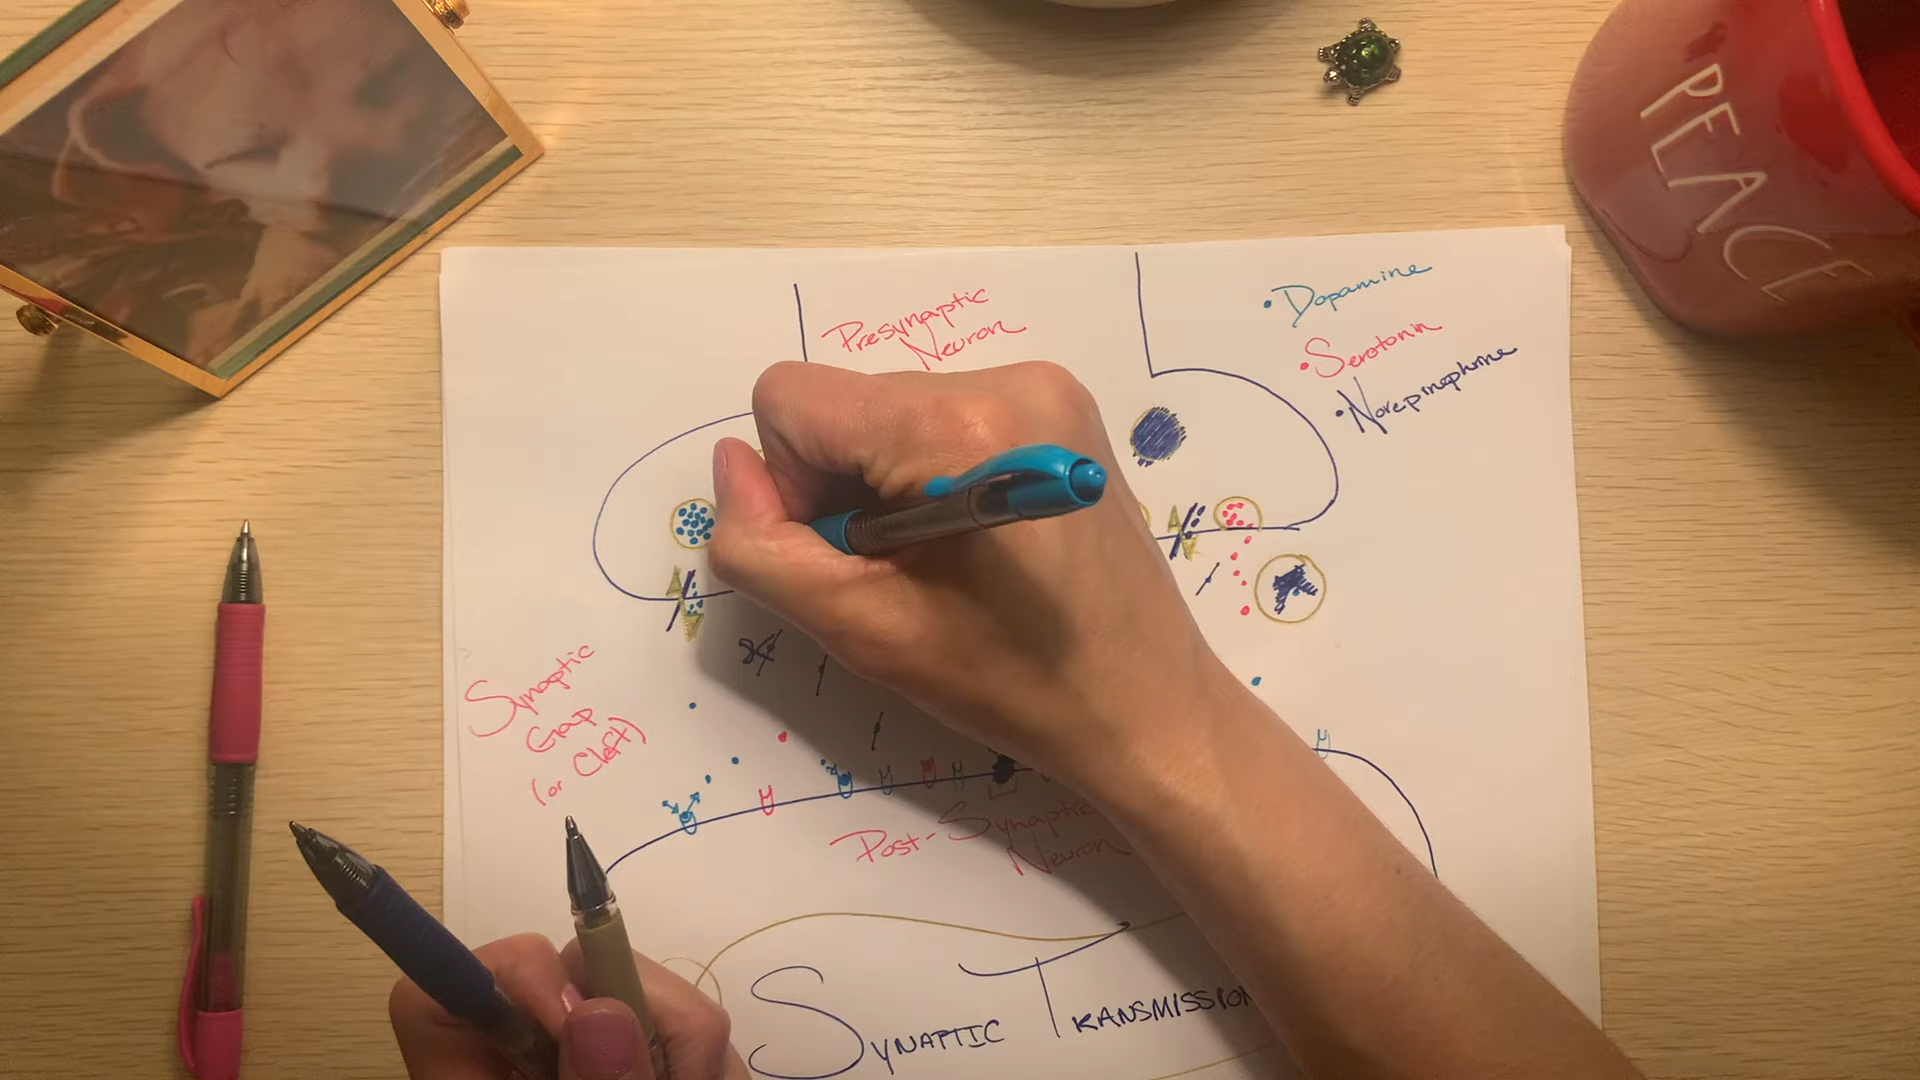 PEACE
Presynaptic
Neuron
Dopamine
Serotonin
Norepinephrine
Synaptic
Gap
(or Cleft)
Post-Synaptic
Neuron
SYNAPTIC TRANSMISSION